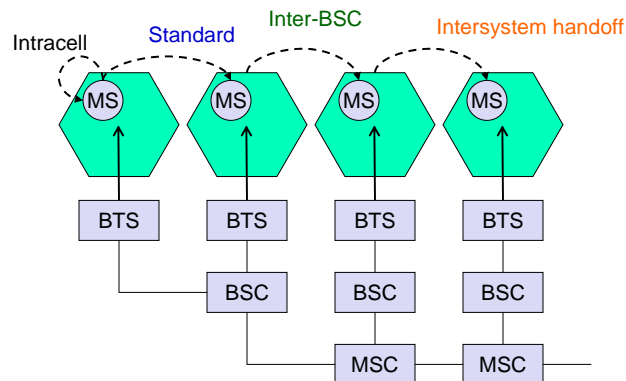 Inter-BSC
Intersystem handoff
Intracell
Standard
MS
MS
MS
MS
BTS
BTS
BTS
BTS
BSC
BSC
BSC
MSC
MSC